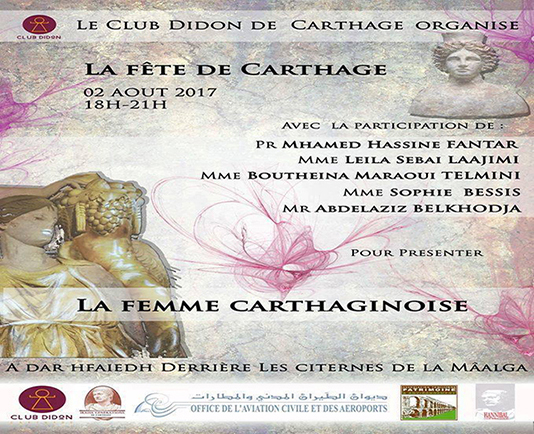 Le Club Didon de Carthage organise
CLUB DIDON
La fête de Carthage
02 AOUT 2017
18H-21H
Avec la participation de :
Pr Mhamed Hassine FANTAR
Mme Leila Sebai LAAJIMI
Mme Boutheina Maraoui TELMINI
Mme Sophie BESSIS
Mr Abdelaziz BELKHODJA
Pour Presenter
La femme carthaginoise
A dar hfaiedh Derrière Les citernes de la Mâalga
ديوان الطيران المدني والمطارات
OFFICE DE L'AVIATION CIVILE ET DES AEROPORTS
CLUB DIDON
PATRIMOINE
HANNIBAL